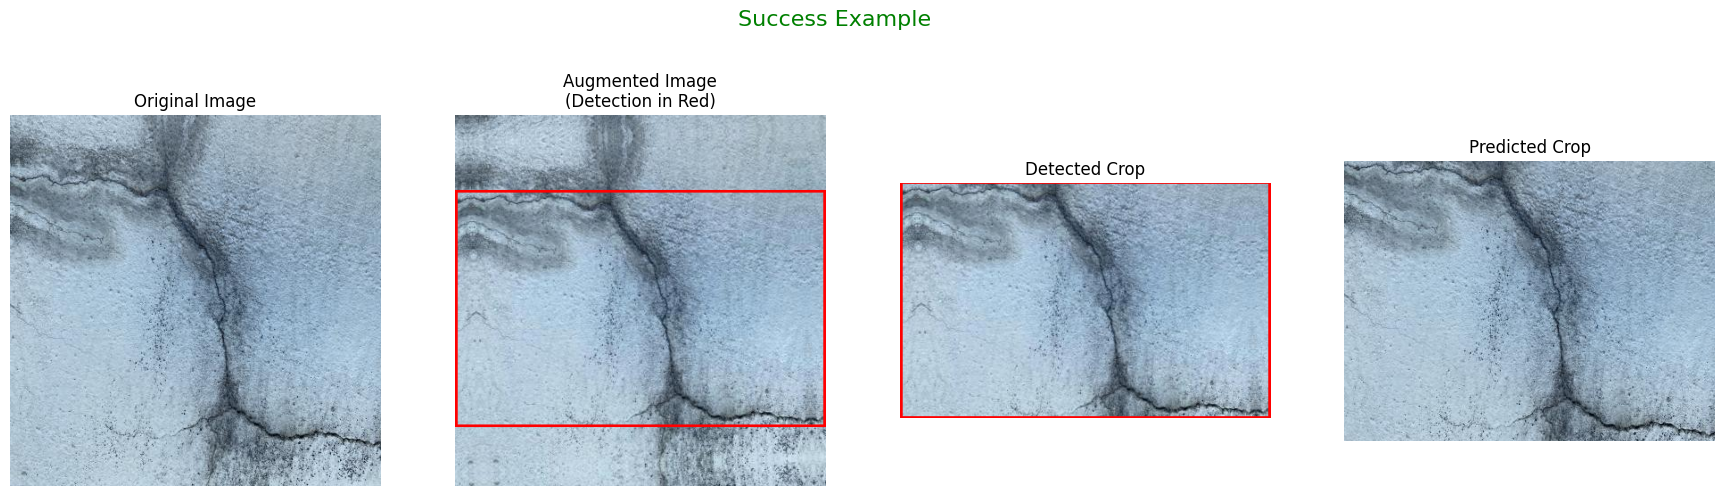 Success Example
Original Image
Augmented Image
(Detection in Red)
Detected Crop
Predicted Crop